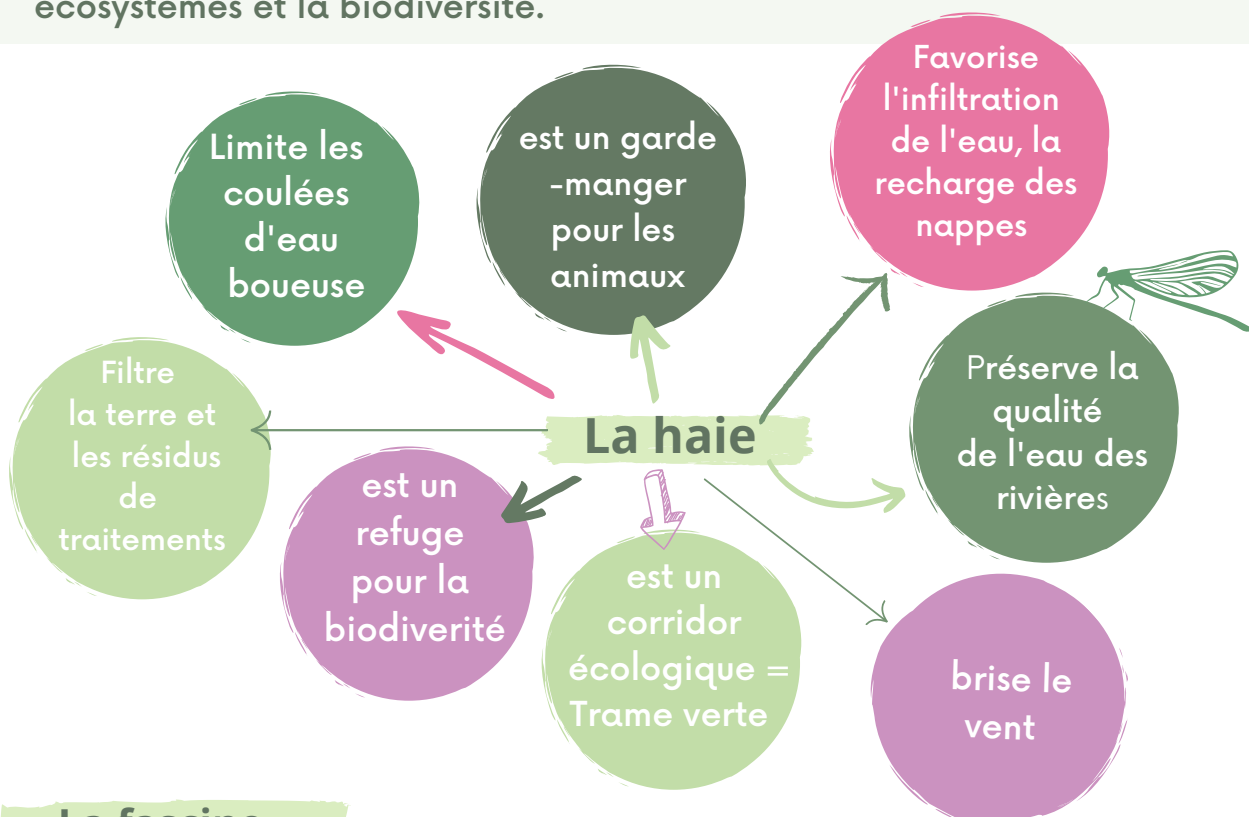 écosystèmes et la biodiversité.
Limite les
coulées
d'eau
boueuse
est un garde
-manger
pour les
animaux
Favorise
l'infiltration
de l'eau, la
recharge des
nappes
Filtre
la terre et
les résidus
de
traitements
La haie
Préserve la
qualité
de l'eau des
rivières
est un
refuge
pour la
biodiverité
est un
corridor
écologique =
Trame verte
brise le
vent
La fascine